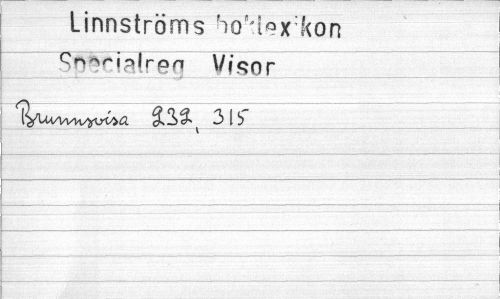 Linnströms boklexikon
Specialreg Visor
Brunnsvisa 232, 315